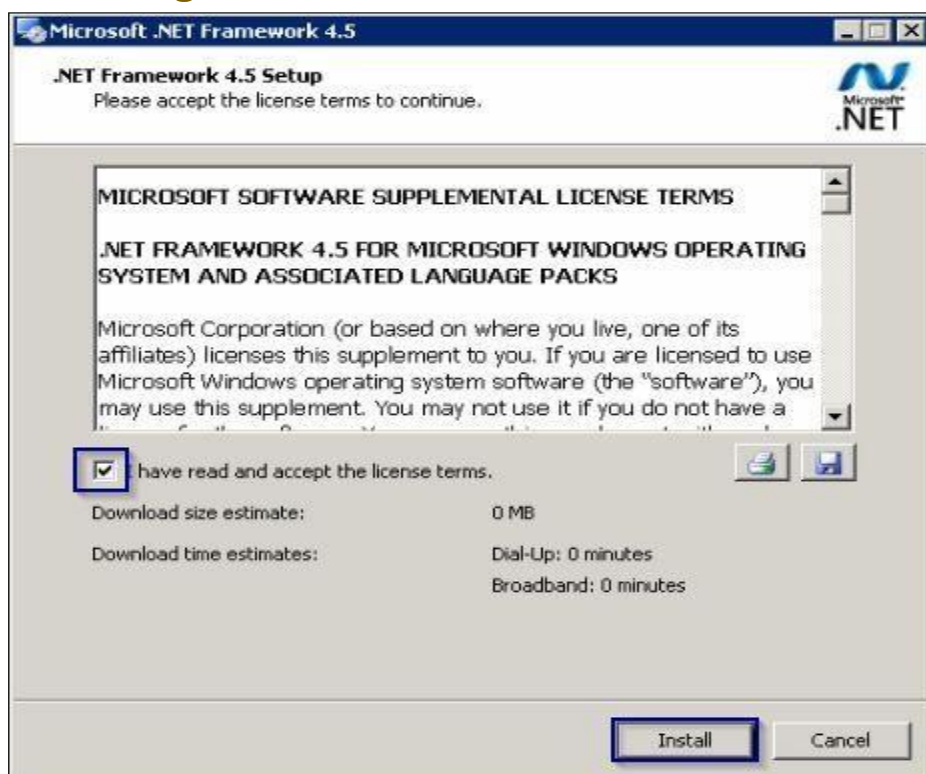 Microsoft .NET Framework 4.5
.NET Framework 4.5 Setup
Please accept the license terms to continue.
Microsoft
.NET
MICROSOFT SOFTWARE SUPPLEMENTAL LICENSE TERMS
.NET FRAMEWORK 4.5 FOR MICROSOFT WINDOWS OPERATING
SYSTEM AND ASSOCIATED LANGUAGE PACKS
Microsoft Corporation (or based on where you live, one of its
affiliates) licenses this supplement to you. If you are licensed to use
Microsoft Windows operating system software (the "software"), you
may use this supplement. You may not use it if you do not have a
have read and accept the license terms.
Download size estimate: 0 MB
Download time estimates: Dial-Up: 0 minutes
Broadband: 0 minutes
Install Cancel